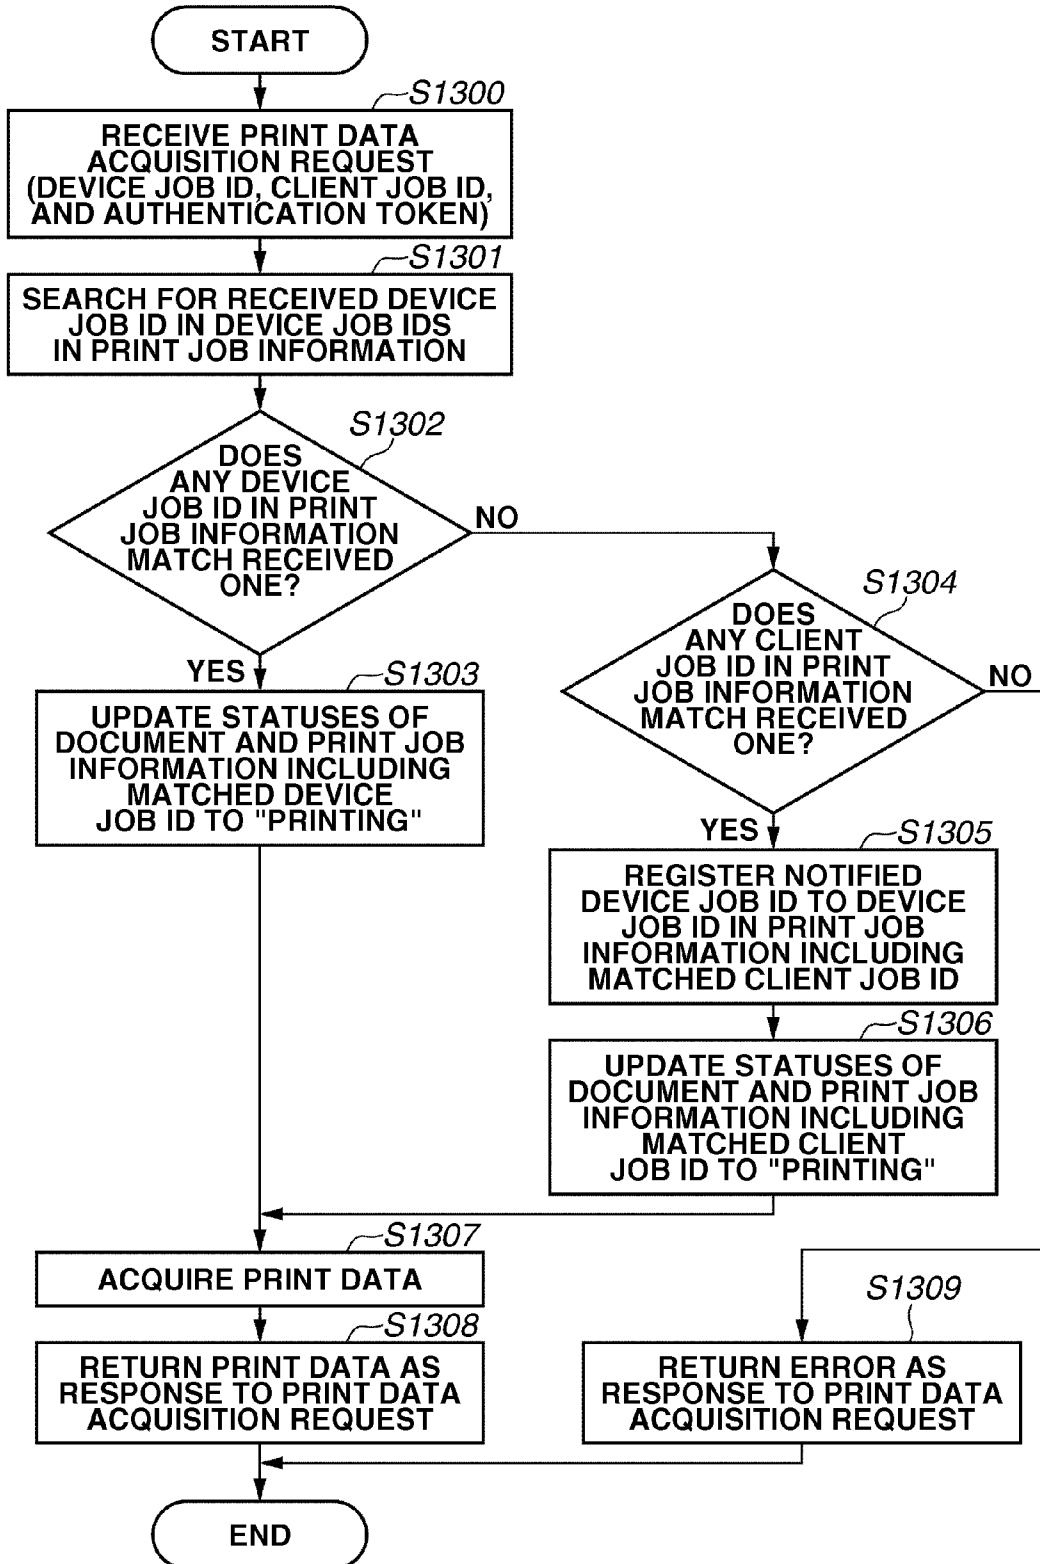 START
S1300
RECEIVE PRINT DATA
ACQUISITION REQUEST
(DEVICE JOB ID, CLIENT JOB ID,
AND AUTHENTICATION TOKEN)
S1301
SEARCH FOR RECEIVED DEVICE
JOB ID IN DEVICE JOB IDS
IN PRINT JOB INFORMATION
S1302
DOES
ANY DEVICE
JOB ID IN PRINT
JOB INFORMATION
MATCH RECEIVED
ONE?
NO
YES
S1303
UPDATE STATUSES OF
DOCUMENT AND PRINT JOB
INFORMATION INCLUDING
MATCHED DEVICE
JOB ID TO "PRINTING"
S1304
DOES
ANY CLIENT
JOB ID IN PRINT
JOB INFORMATION
MATCH RECEIVED
ONE?
NO
YES
S1305
REGISTER NOTIFIED
DEVICE JOB ID TO DEVICE
JOB ID IN PRINT JOB
INFORMATION INCLUDING
MATCHED CLIENT JOB ID
S1306
UPDATE STATUSES OF
DOCUMENT AND PRINT JOB
INFORMATION INCLUDING
MATCHED CLIENT
JOB ID TO "PRINTING"
S1307
ACQUIRE PRINT DATA
S1308
RETURN PRINT DATA AS
RESPONSE TO PRINT DATA
ACQUISITION REQUEST
S1309
RETURN ERROR AS
RESPONSE TO PRINT DATA
ACQUISITION REQUEST
END